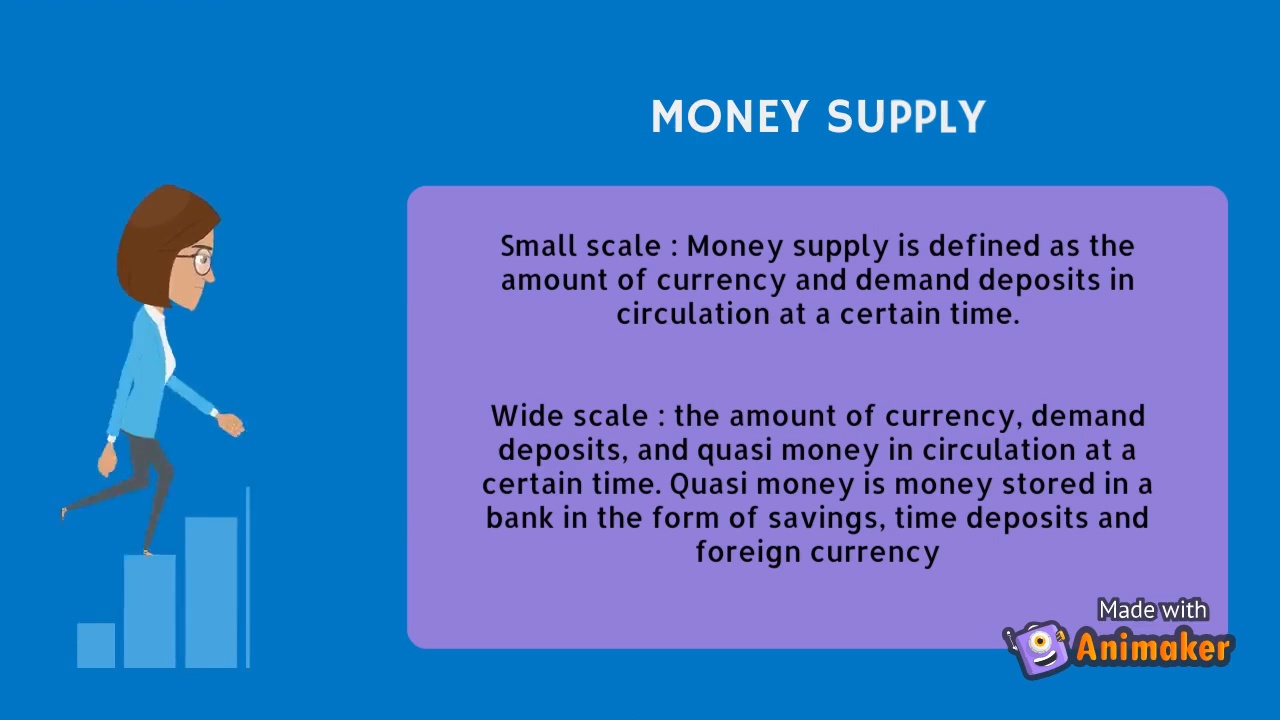 MONEY SUPPLY
Small scale : Money supply is defined as the
amount of currency and demand deposits in
circulation at a certain time.
Wide scale : the amount of currency, demand
deposits, and quasi money in circulation at a
certain time. Quasi money is money stored in a
bank in the form of savings, time deposits and
foreign currency
Made with
Animaker